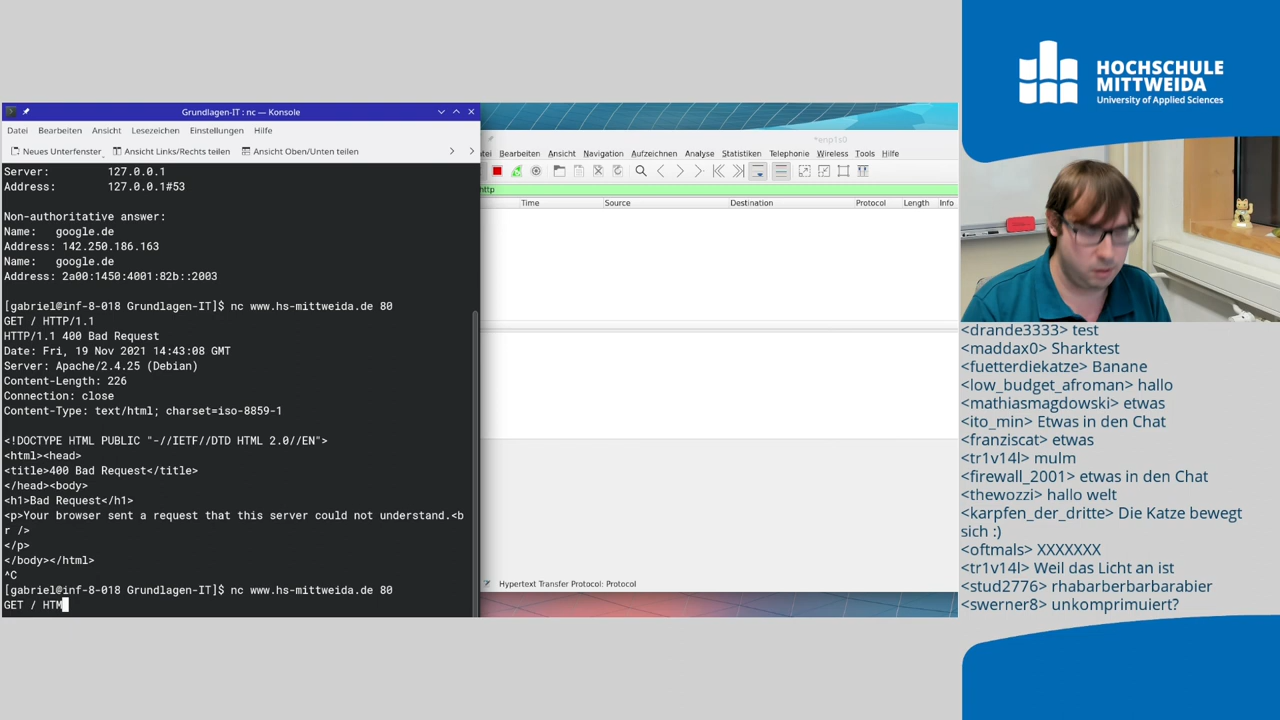 Grundlagen-IT : nc — Konsole
Datei Bearbeiten Ansicht Lesezeichen Einstellungen Hilfe
Neues Unterfenster Ansicht Links/Rechts teilen Ansicht Oben/Unten teilen
Server: 127.0.0.1
Address: 127.0.0.1#53
Non-authoritative answer:
Name: google.de
Address: 142.250.186.163
Name: google.de
Address: 2a00:1450:4001:82b::2003
[gabriel@inf-8-018 Grundlagen-IT]$ nc www.hs-mittweida.de 80
GET / HTTP/1.1
HTTP/1.1 400 Bad Request
Date: Fri, 19 Nov 2021 14:43:08 GMT
Server: Apache/2.4.25 (Debian)
Content-Length: 226
Connection: close
Content-Type: text/html; charset=iso-8859-1
<!DOCTYPE HTML PUBLIC "-//IETF//DTD HTML 2.0//EN">
<html><head>
<title>400 Bad Request</title>
</head><body>
<h1>Bad Request</h1>
<p>Your browser sent a request that this server could not understand.<b
r />
</p>
</body></html>
^C
[gabriel@inf-8-018 Grundlagen-IT]$ nc www.hs-mittweida.de 80
GET / HTM
*enp1s0
tei Bearbeiten Ansicht Navigation Aufzeichnen Analyse Statistiken Telephonie Wireless Tools Hilfe
http
Time Source Destination Protocol Length Info
Hypertext Transfer Protocol: Protocol
HOCHSCHULE
MITTWEIDA
University of Applied Sciences
<drande3333> test
<maddax0> Sharktest
<fuetterdiekatze> Banane
<low_budget_afroman> hallo
<mathiasmagdowski> etwas
<ito_min> Etwas in den Chat
<franziscat> etwas
<tr1v14l> mulm
<firewall_2001> etwas in den Chat
<thewozzi> hallo welt
<karpfen_der_dritte> Die Katze bewegt
sich :)
<oftmals> XXXXXXX
<tr1v14l> Weil das Licht an ist
<stud2776> rhabarberbarbarabier
<swerner8> unkomprimuiert?